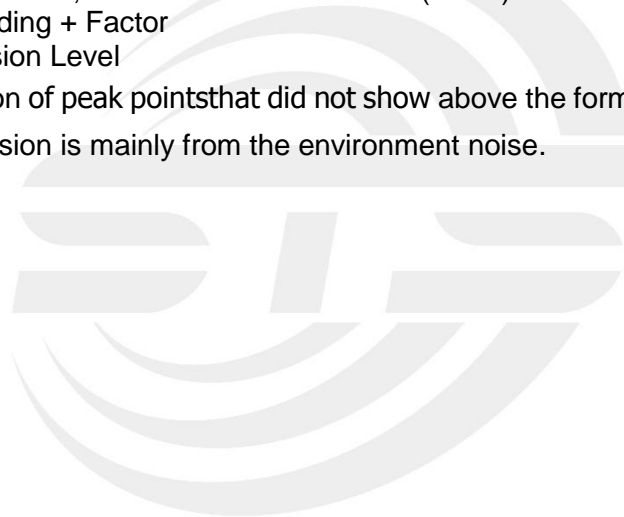 ding + Factor
sion Level
on of peak pointsthat did not show above the form
sion is mainly from the environment noise.
STS